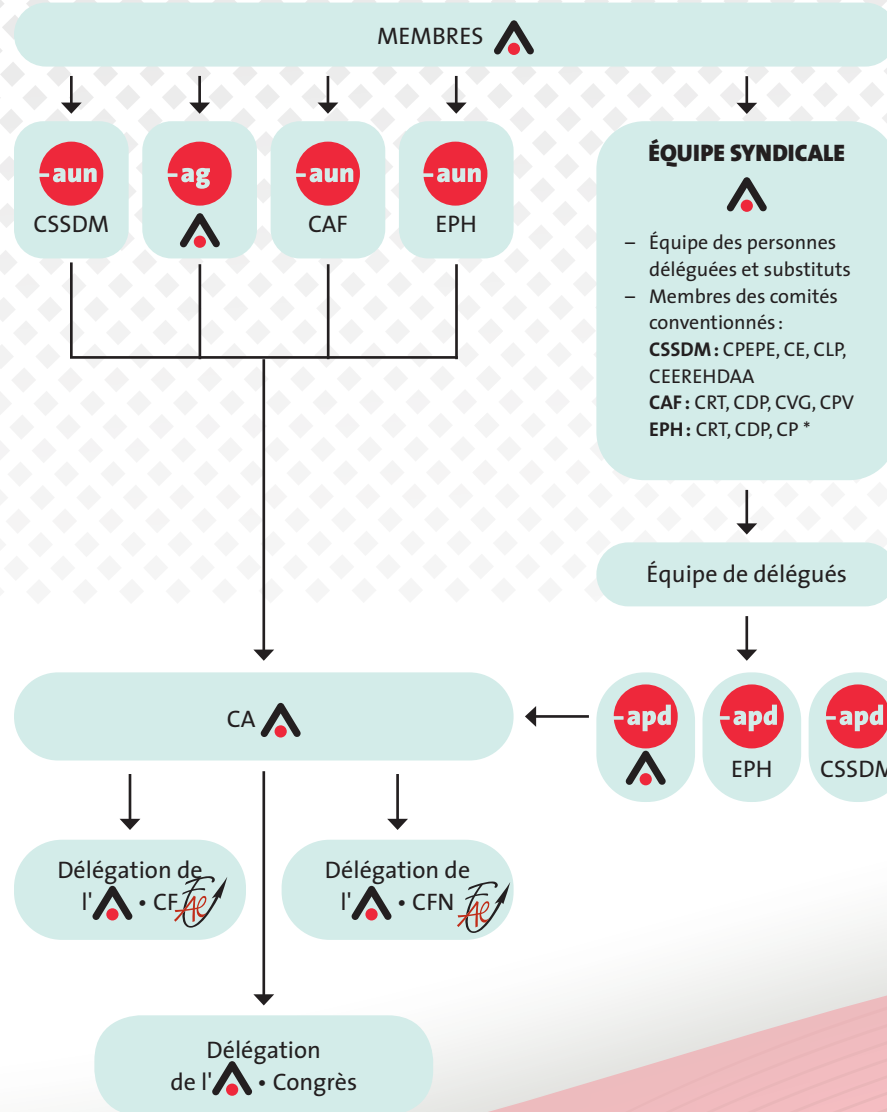 MEMBRES
-aun
CSSDM
-ag
-aun
CAF
-aun
EPH
ÉQUIPE SYNDICALE
– Équipe des personnes
déléguées et substituts
– Membres des comités
conventionnés :
CSSDM : CPEPE, CE, CLP,
CEEREHDAA
CAF : CRT, CDP, CVG, CPV
EPH : CRT, CDP, CP *
Équipe de délégués
-apd
-apd
EPH
-apd
CSSDM
CA
Délégation de
l' • CF FAE
Délégation de
l' • CFN FAE
Délégation
de l' • Congrès